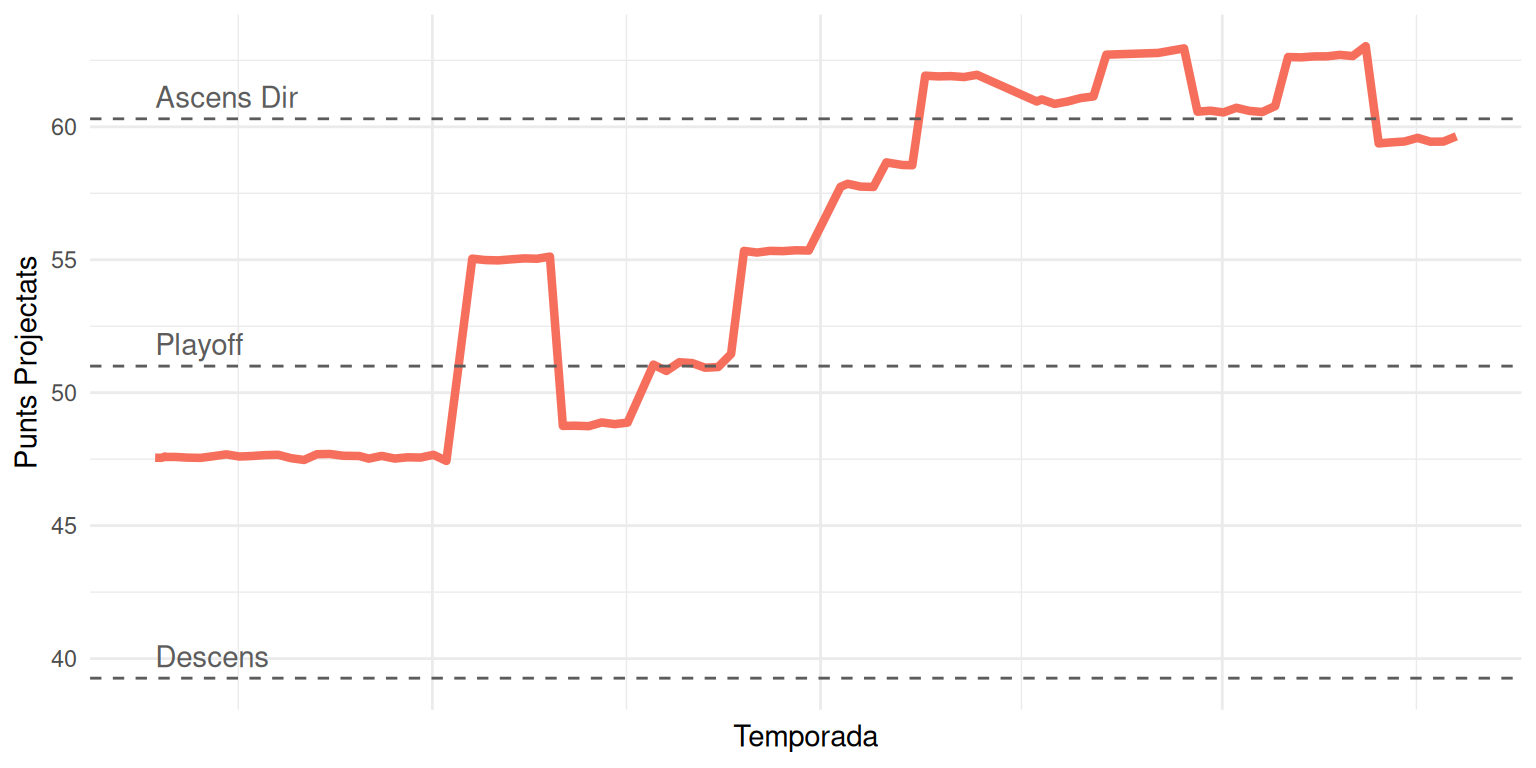 Ascens Dir
60
55
Playoff
50
45
Descens
40
Punts Projectats
Temporada